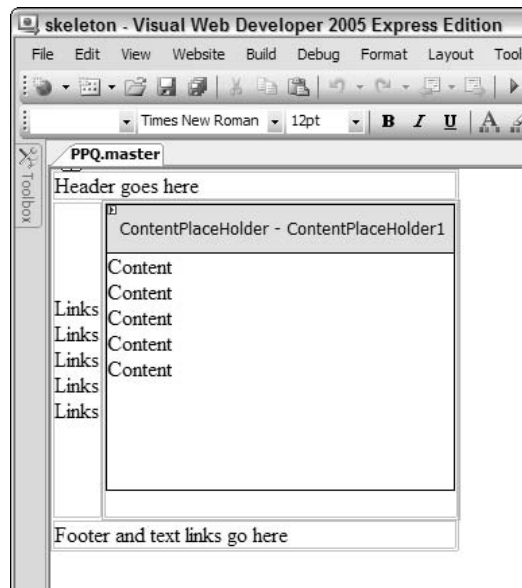 skeleton - Visual Web Developer 2005 Express Edition
File Edit View Website Build Debug Format Layout Tool
Times New Roman 12pt B I U A
Toolbox
PPQ.master
Header goes here
ContentPlaceHolder - ContentPlaceHolder1
Content
Content
Links Content
Links Content
Links Content
Links
Links
Footer and text links go here